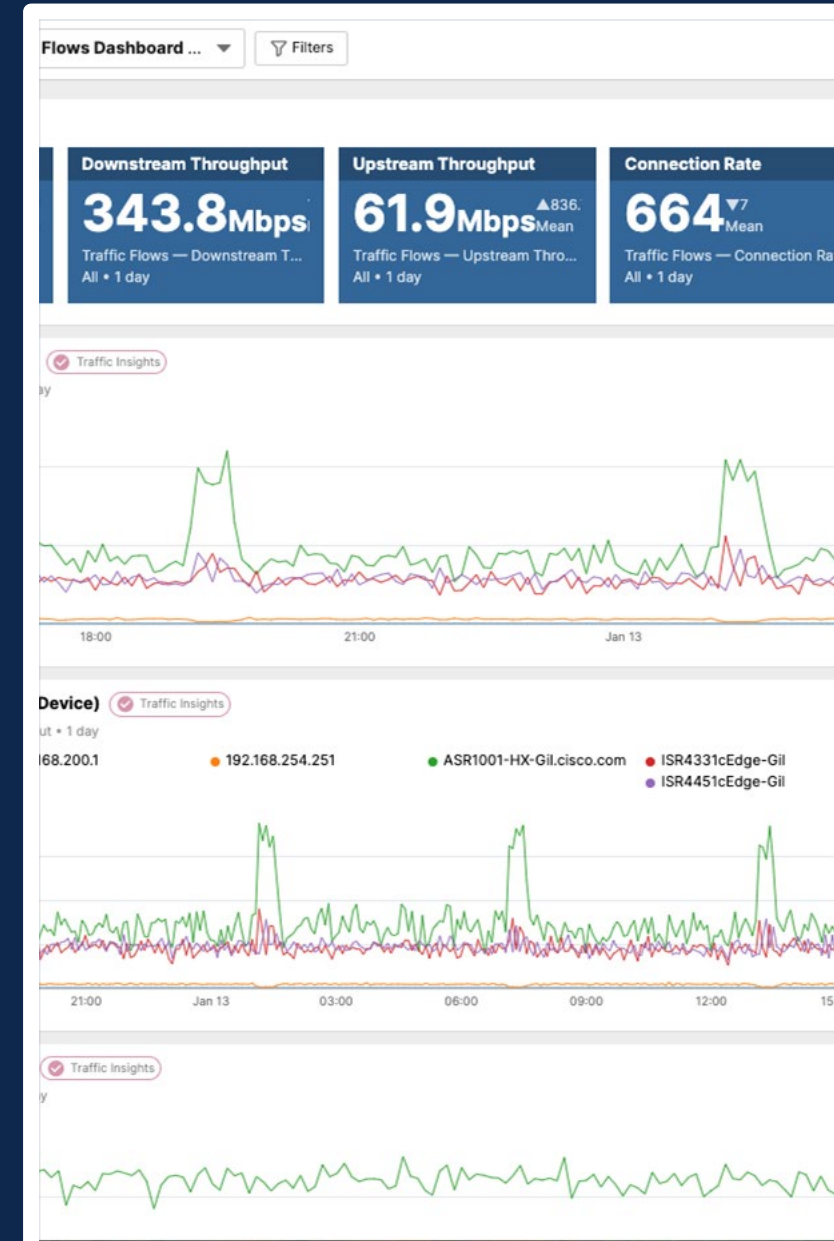 Flows Dashboard ...
Filters
Downstream Throughput
343.8Mbps
Traffic Flows — Downstream T...
All • 1 day
Upstream Throughput
61.9Mbps
▲836.
Mean
Traffic Flows — Upstream Thro...
All • 1 day
Connection Rate
664
▼7
Mean
Traffic Flows — Connection Ra
All • 1 day
Traffic Insights
ay
18:00 21:00 Jan 13
Device) Traffic Insights
ut • 1 day
168.200.1 192.168.254.251 ASR1001-HX-Gil.cisco.com ISR4331cEdge-Gil
ISR4451cEdge-Gil
21:00 Jan 13 03:00 06:00 09:00 12:00 15
Traffic Insights
y